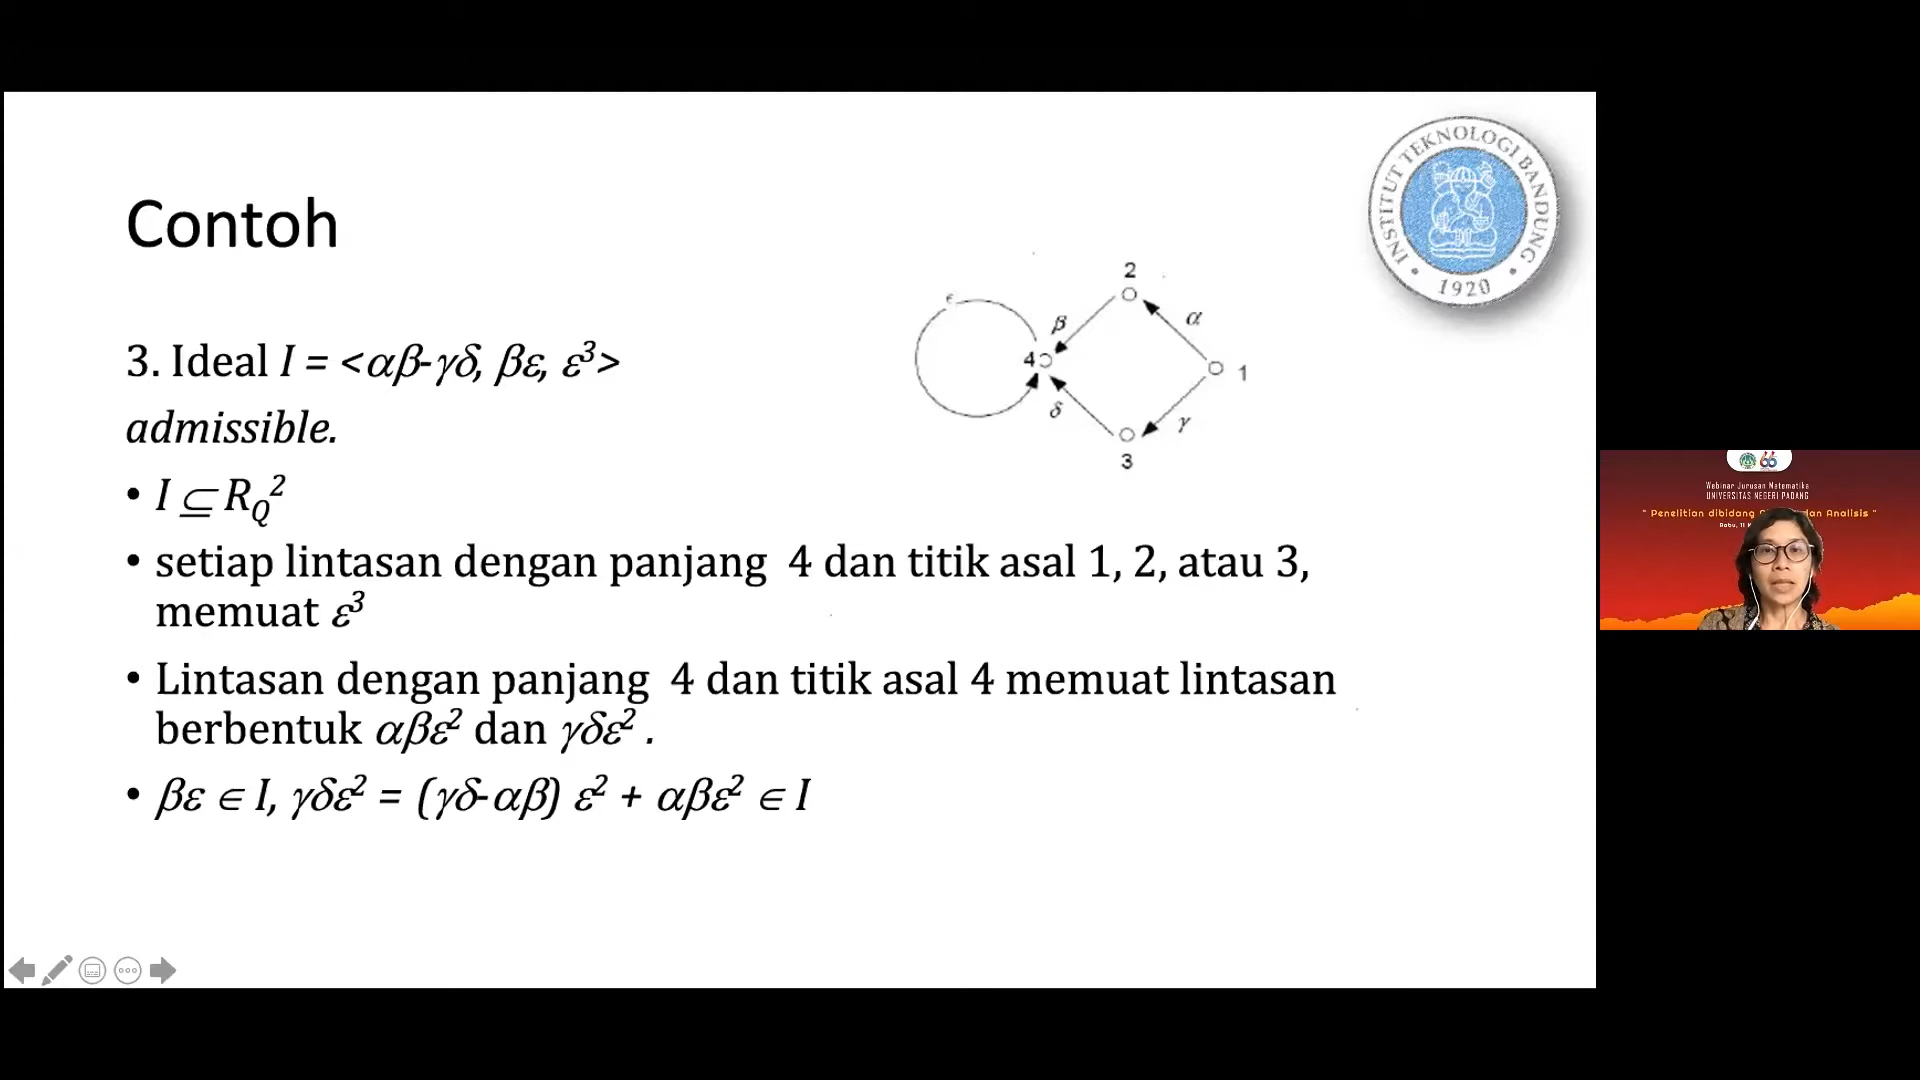 Contoh
INSTITUT TEKNOLOGI BANDUNG
1920
2
ε
β
α
4
1
δ
γ
3
3. Ideal I = <αβ-γδ, βε, ε³>
admissible.
• I ⊆ R_Q²
• setiap lintasan dengan panjang 4 dan titik asal 1, 2, atau 3,
memuat ε³
• Lintasan dengan panjang 4 dan titik asal 4 memuat lintasan
berbentuk αβε² dan γδε² .
• βε ∈ I, γδε² = (γδ-αβ) ε² + αβε² ∈ I
66
Webinar Jurusan Matematika
UNIVERSITAS NEGERI PADANG
" Penelitian dibidang dan Analisis "
Rabu, 11